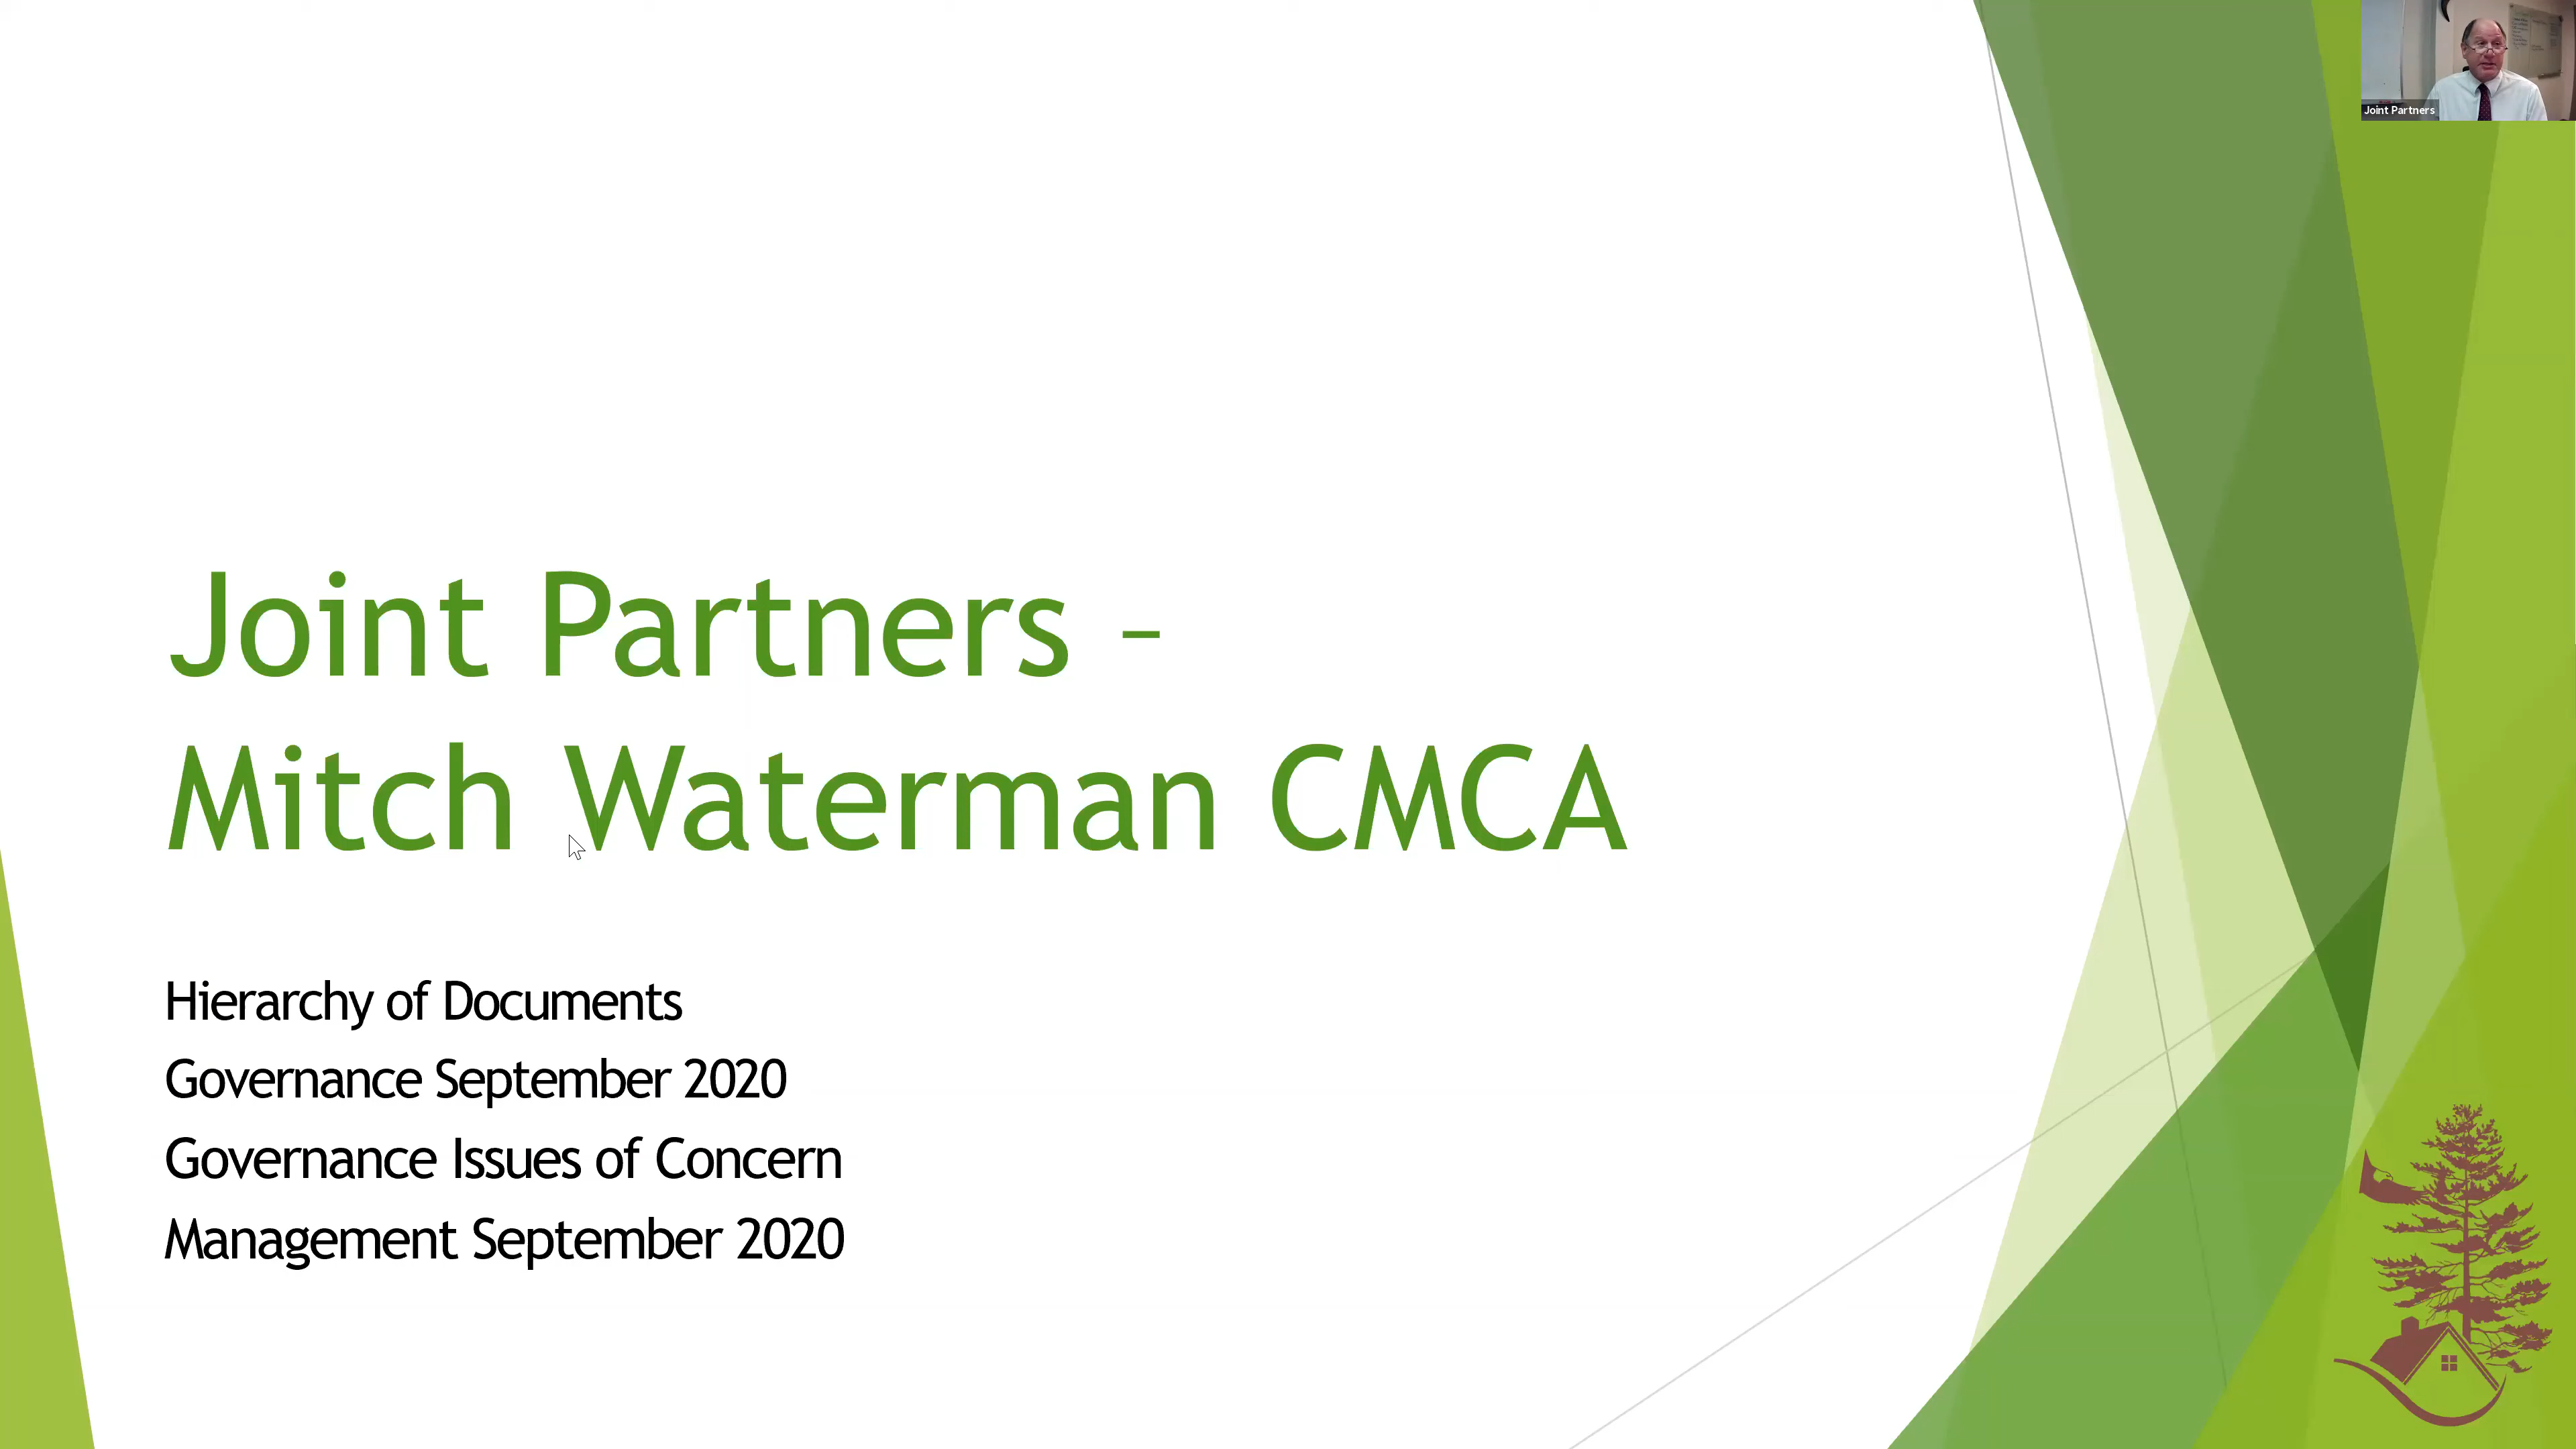 Joint Partners
Joint Partners –
Mitch Waterman CMCA
Hierarchy of Documents
Governance September 2020
Governance Issues of Concern
Management September 2020